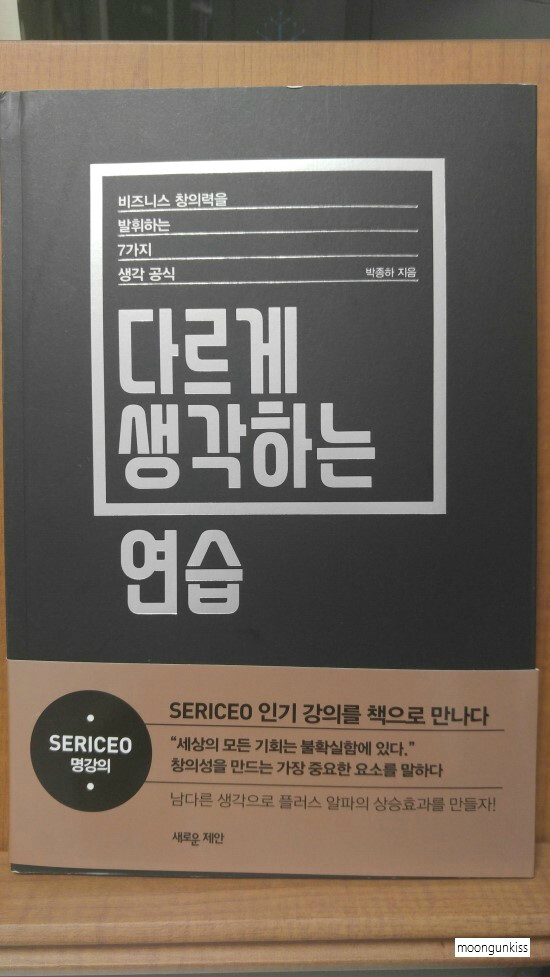 비즈니스 창의력을
발휘하는
7가지
생각 공식
박종하 지음
다르게
생각하는
연습
SERICEO
명강의
SERICEO 인기 강의를 책으로 만나다
“세상의 모든 기회는 불확실함에 있다.”
창의성을 만드는 가장 중요한 요소를 말하다
남다른 생각으로 플러스 알파의 상승효과를 만들자!
새로운 제안
moongunkiss